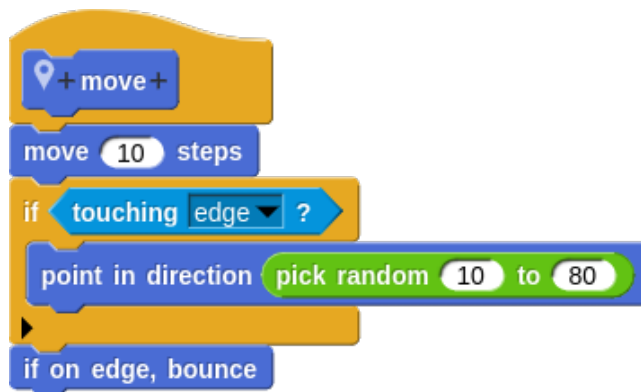 + move +
move 10 steps
if touching edge ?
point in direction pick random 10 to 80
if on edge, bounce